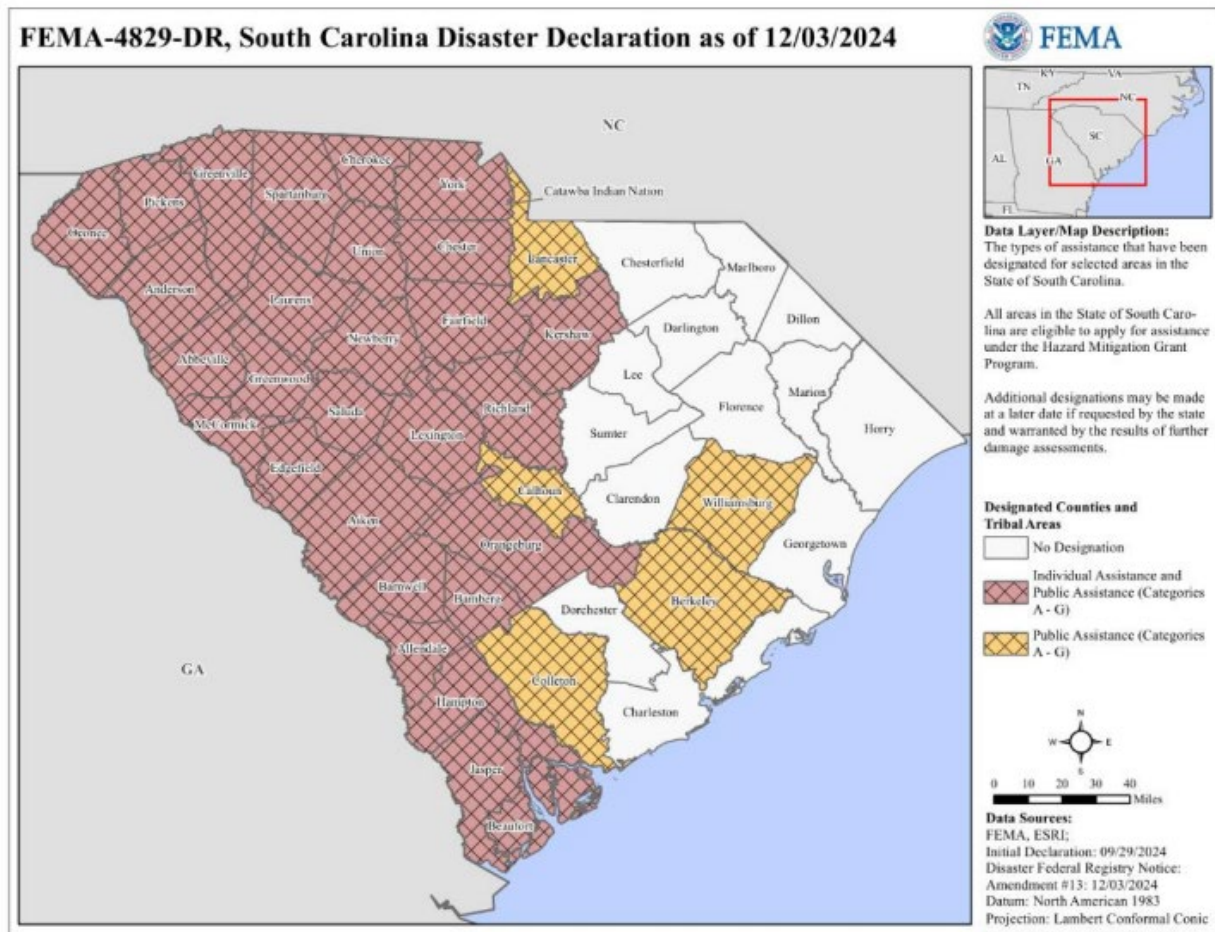 FEMA-4829-DR, South Carolina Disaster Declaration as of 12/03/2024
FEMA
KY
VA
TN
NC
SC
AL
GA
FL
NC
Catawba Indian Nation
GA
Cherokee
Greenville
York
Spartanburg
Pickens
Oconee
Union
Chester
Lancaster
Chesterfield
Marlboro
Anderson
Laurens
Fairfield
Kershaw
Darlington
Dillon
Newberry
Abbeville
Greenwood
Lee
Marion
Saluda
Richland
Florence
McCormick
Lexington
Sumter
Horry
Edgefield
Calhoun
Clarendon
Williamsburg
Aiken
Orangeburg
Georgetown
Barnwell
Bamberg
Dorchester
Berkeley
Allendale
Colleton
Hampton
Charleston
Jasper
Beaufort
Data Layer/Map Description:
The types of assistance that have been
designated for selected areas in the
State of South Carolina.
All areas in the State of South Caro-
lina are eligible to apply for assistance
under the Hazard Mitigation Grant
Program.
Additional designations may be made
at a later date if requested by the state
and warranted by the results of further
damage assessments.
Designated Counties and
Tribal Areas
No Designation
Individual Assistance and
Public Assistance (Categories
A - G)
Public Assistance (Categories
A - G)
N
W E
S
0 10 20 30 40
Miles
Data Sources:
FEMA, ESRI;
Initial Declaration: 09/29/2024
Disaster Federal Registry Notice:
Amendment #13: 12/03/2024
Datum: North American 1983
Projection: Lambert Conformal Conic